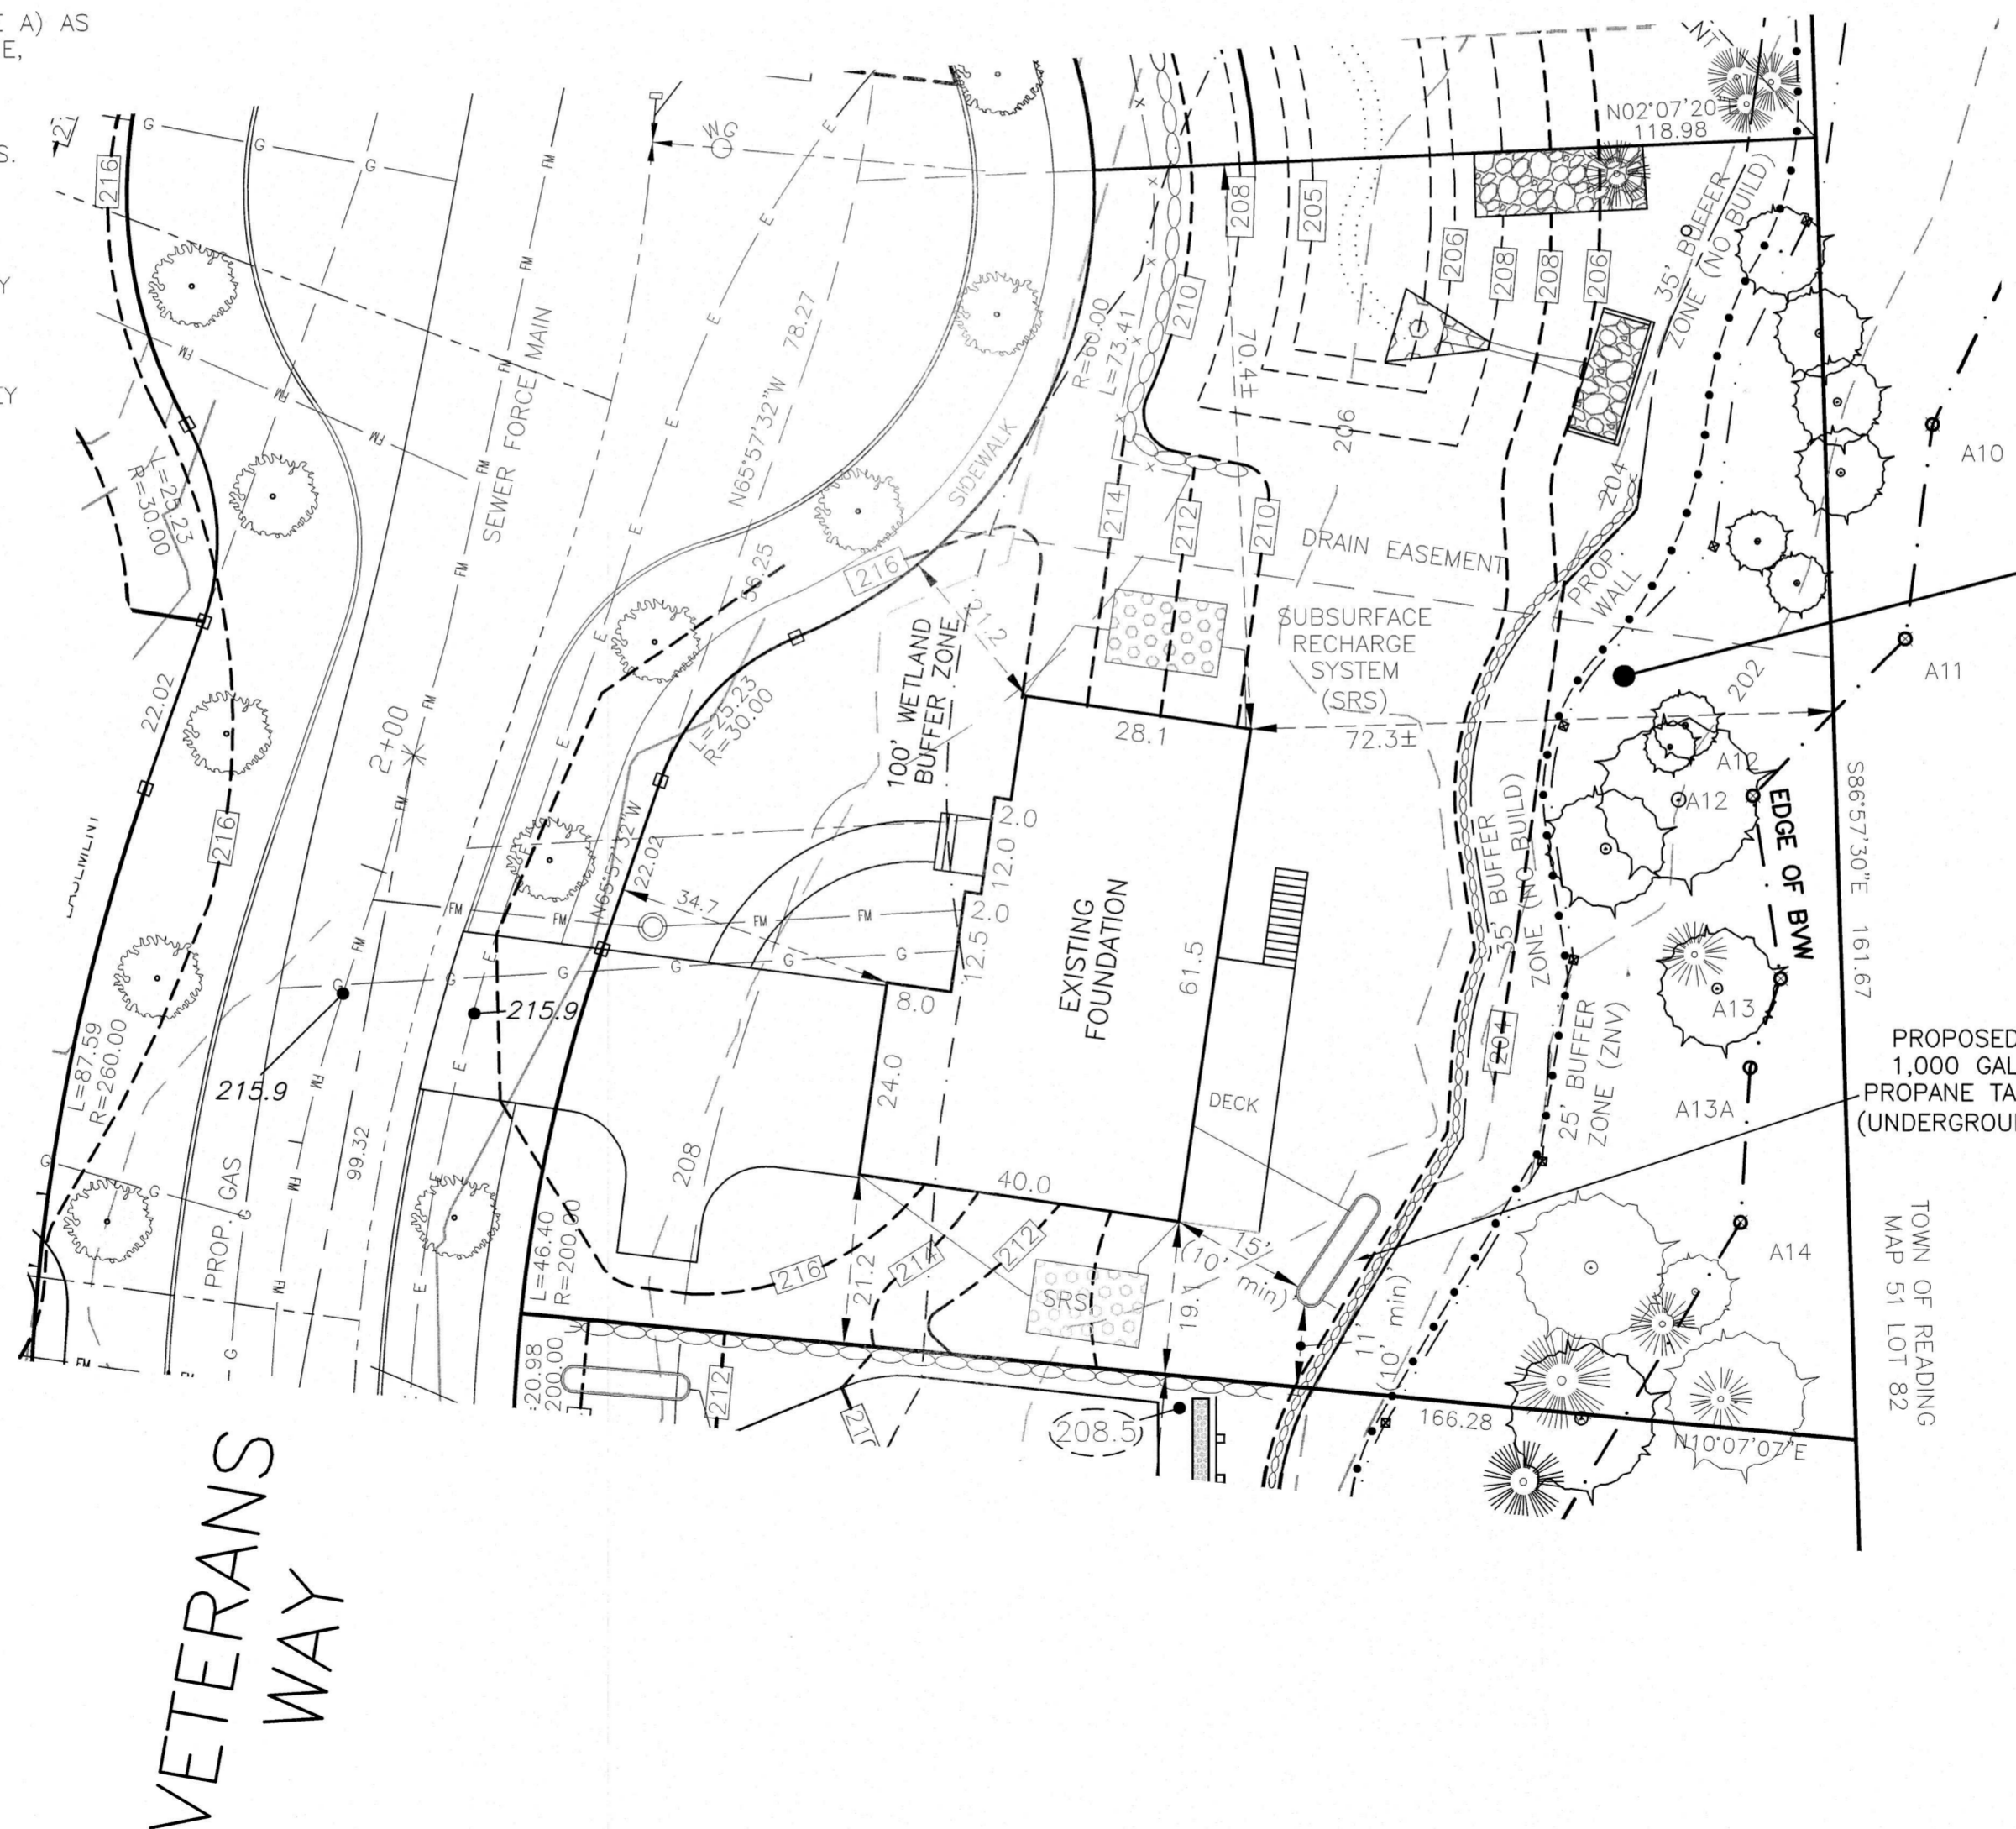 A) AS
E,
S.
Y
EY
G
G
G
216
FM
FM
FM
WG
E
E
E
E
E
SEWER FORCE MAIN
N65°57'32"W 78.27
SIDEWALK
R=60.00
L=73.41
L=25.23
R=30.00
22.02
56.25
216
21.2
100' WETLAND
BUFFER ZONE
L=25.23
R=30.00
2+00
216
N65°57'32"W
22.02
34.7
208
205
210
70.4±
206
206
208
208
206
N02°07'20"
118.98
35' BUFFER
ZONE (NO BUILD)
214
212
210
DRAIN EASEMENT
SUBSURFACE
RECHARGE
SYSTEM
(SRS)
204
PROP.
WALL
202
A10
A11
A12
A12
EDGE OF BVW
S86°57'30"E 161.67
A13
A13A
A14
28.1
72.3±
2.0
12.0
2.0
12.5
8.0
24.0
40.0
61.5
EXISTING
FOUNDATION
DECK
35' BUFFER
ZONE (NO BUILD)
204
25' BUFFER
ZONE (ZNV)
PROPOSED
1,000 GAL
PROPANE TA
(UNDERGROU
TOWN OF READING
MAP 51 LOT 82
215.9
215.9
L=87.59
R=260.00
PROP. GAS
99.32
208
L=46.40
R=200.00
216
214
212
21.2
SRS
19.1
15'
(10' min)
11'
(10' min)
20.98
200.00
212
208.5
166.28
N10°07'07"E
VETERANS
WAY